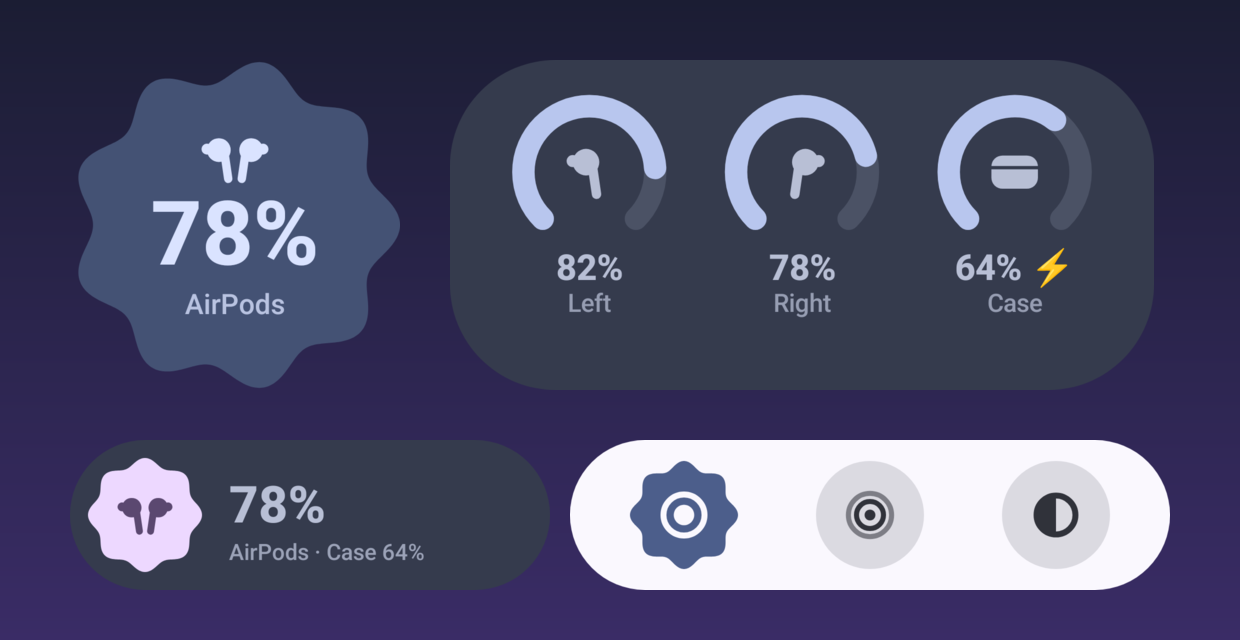 78%
AirPods
82%
Left
78%
Right
64% ⚡
Case
78%
AirPods · Case 64%